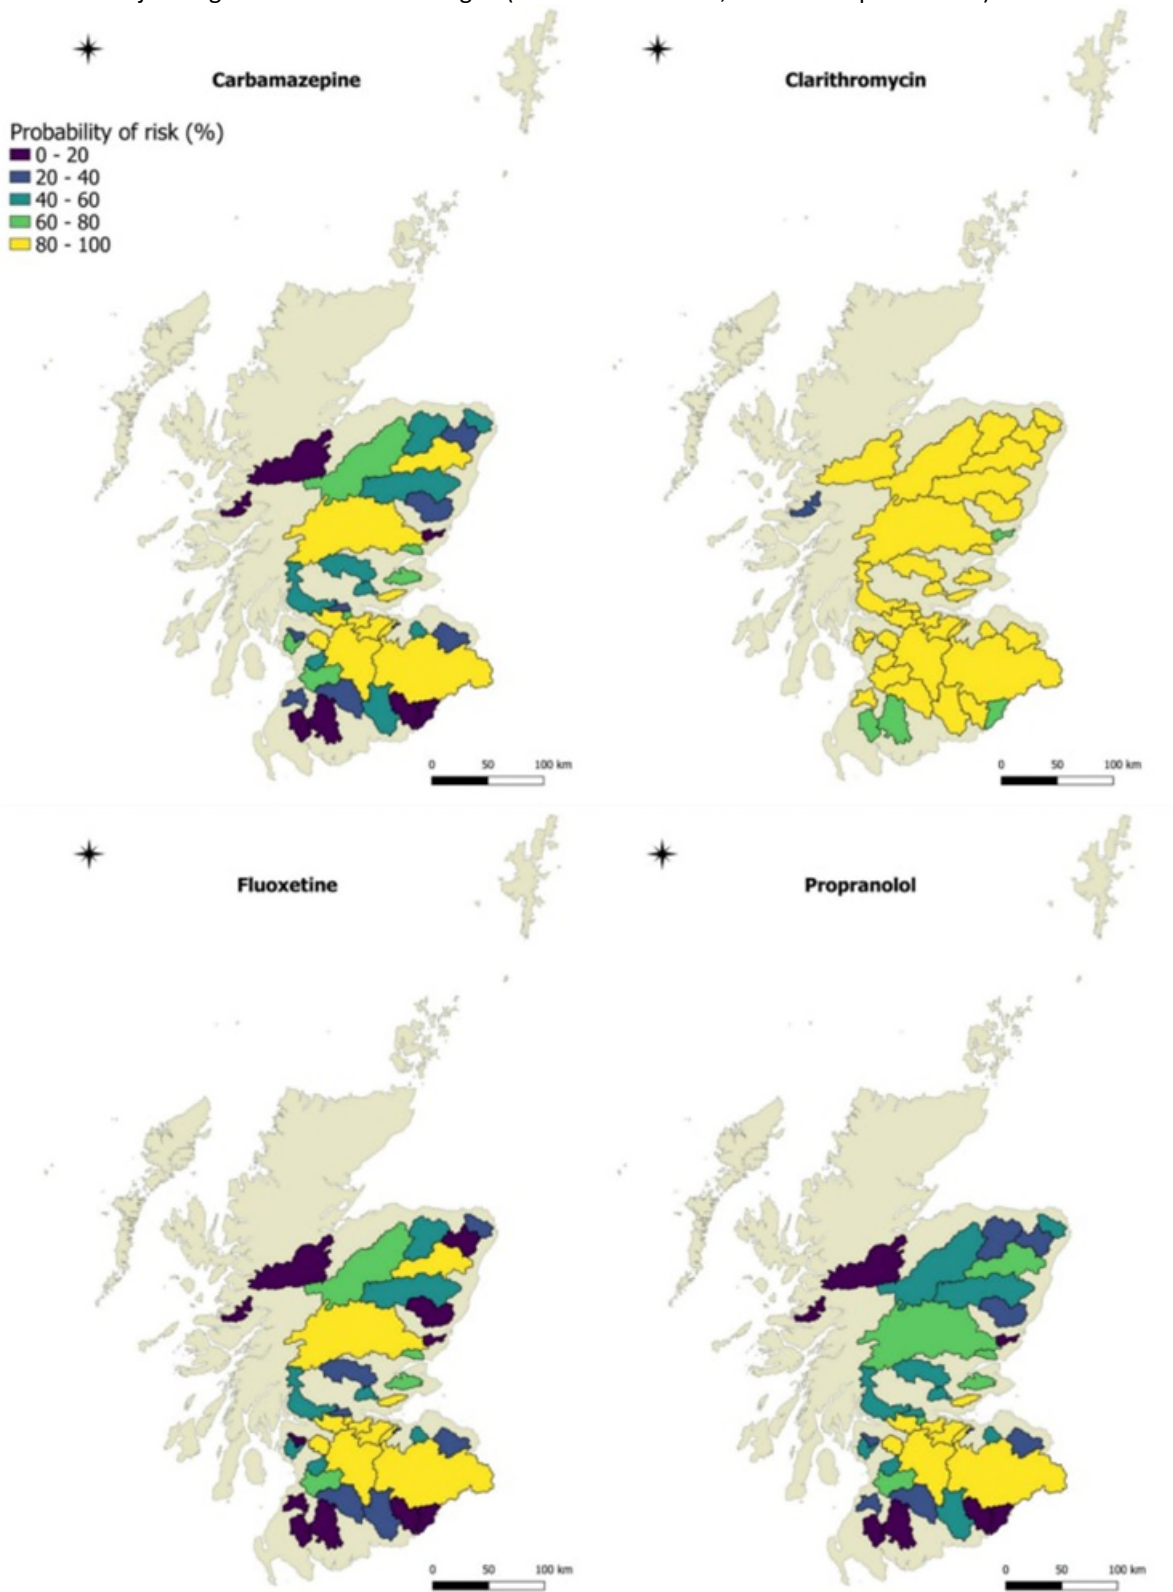 Carbamazepine
Clarithromycin
Probability of risk (%)
0 - 20
20 - 40
40 - 60
60 - 80
80 - 100
0 50 100 km
0 50 100 km
Fluoxetine
Propranolol
0 50 100 km
0 50 100 km